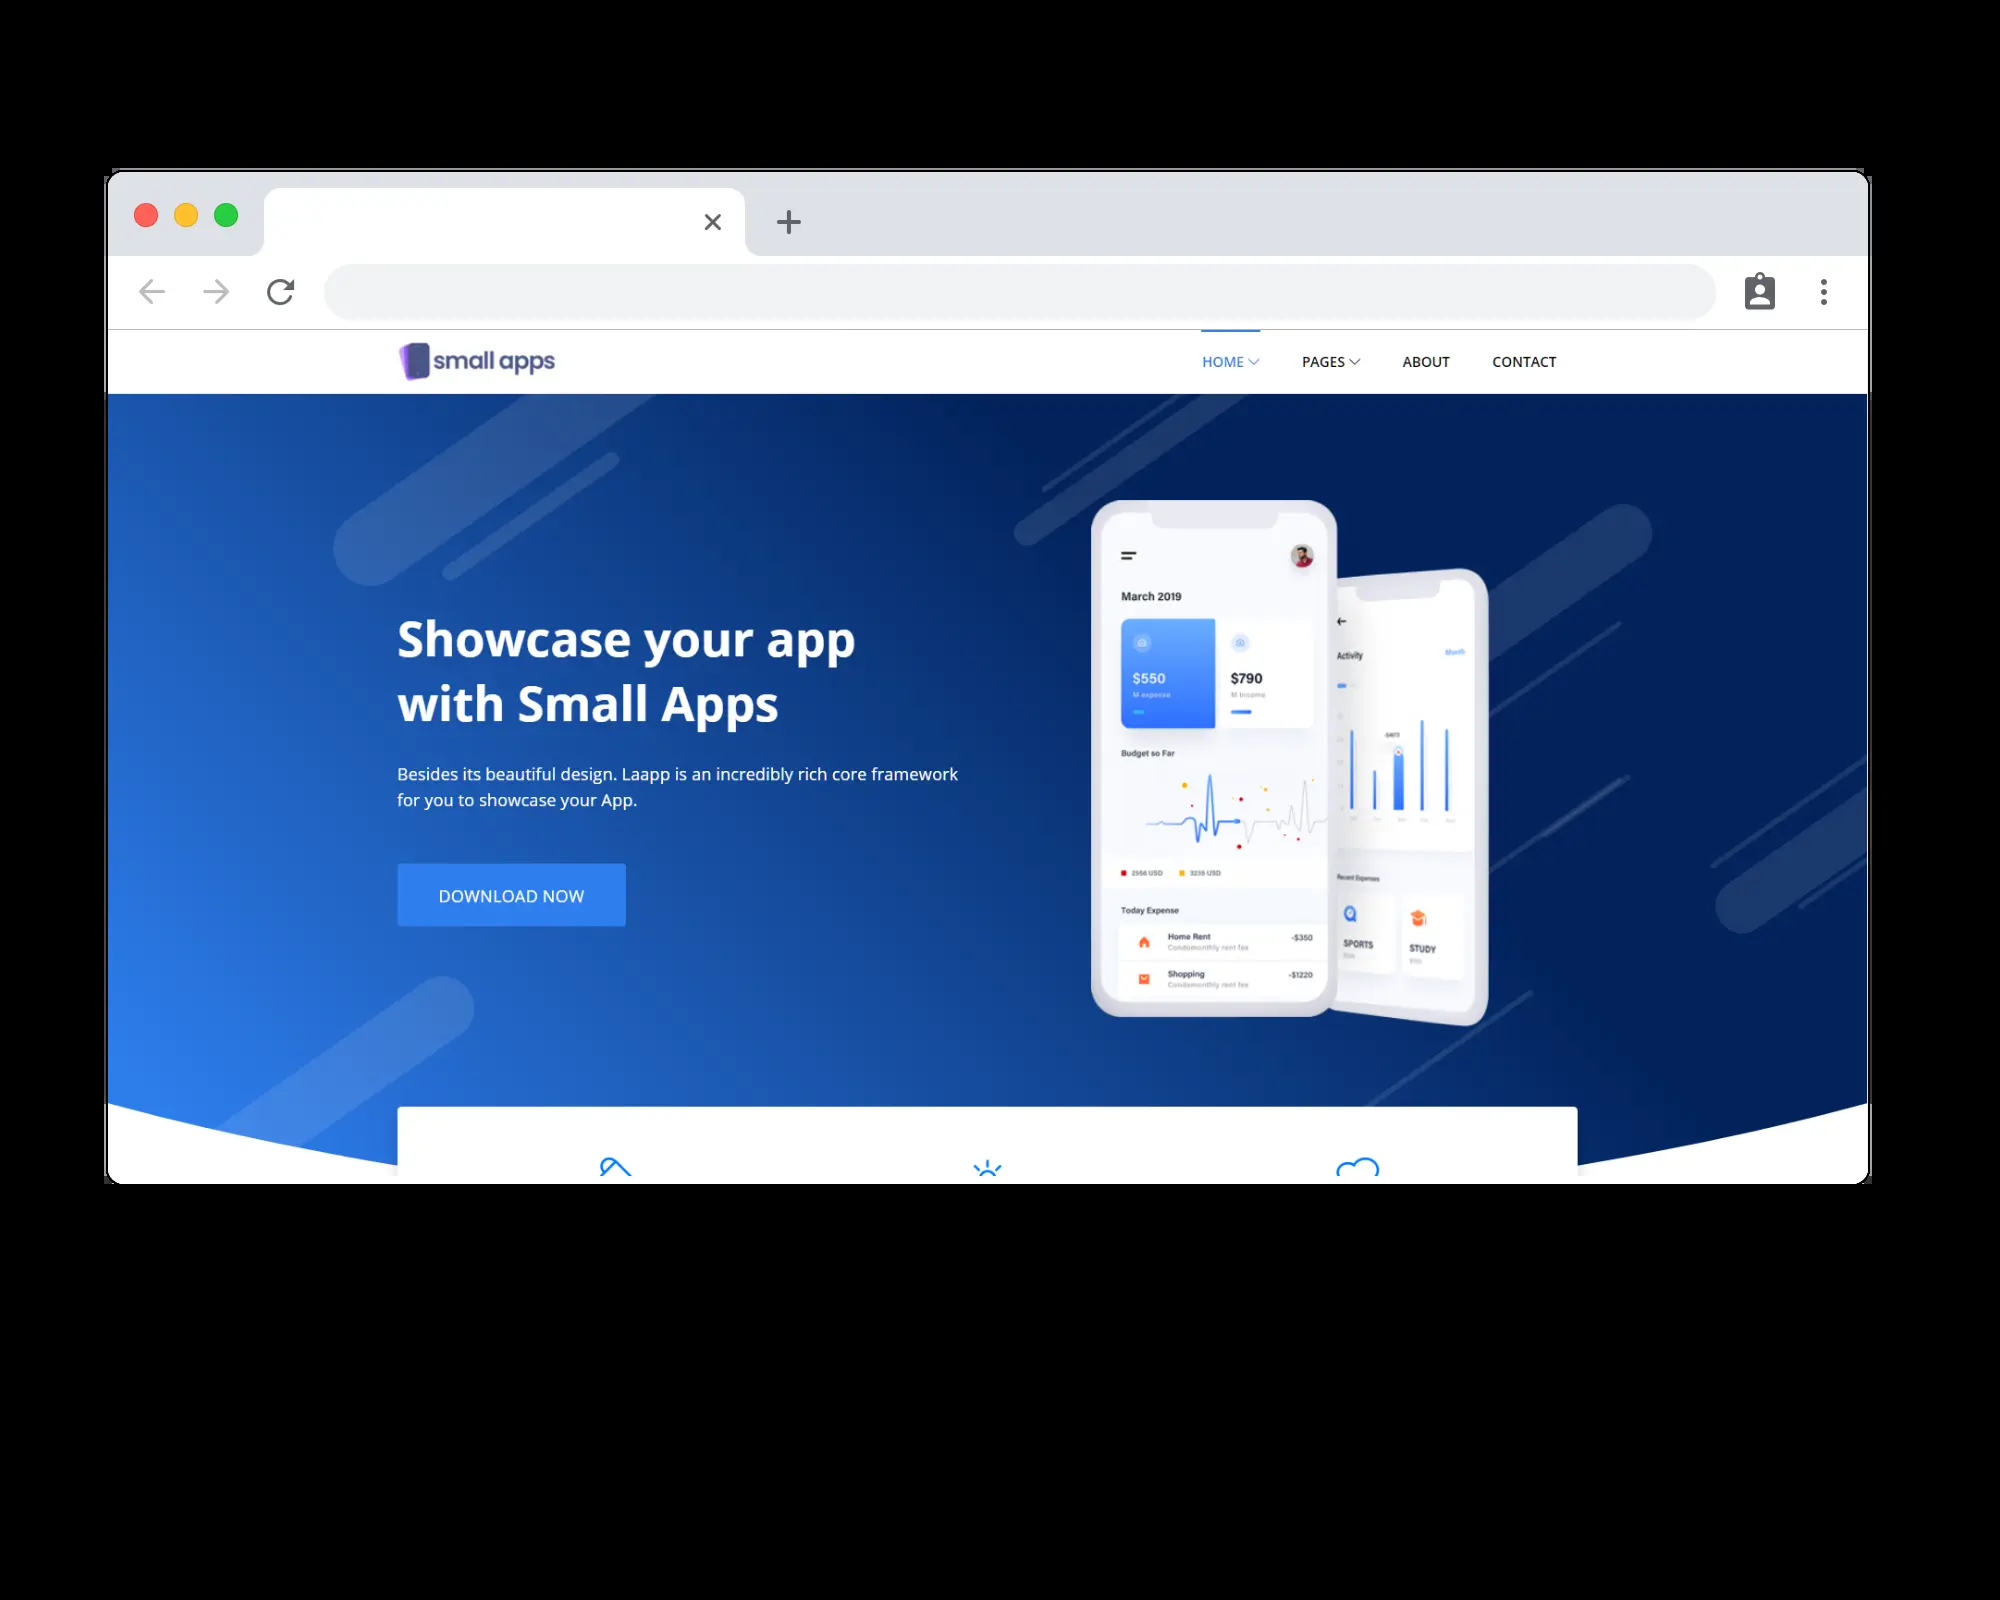 small apps
HOME
PAGES
ABOUT
CONTACT
Showcase your app
with Small Apps
Besides its beautiful design. Laapp is an incredibly rich core framework
for you to showcase your App.
DOWNLOAD NOW
March 2019
$550
M expense
$790
M income
Budget so Far
2556 USD
3235 USD
Today Expense
Home Rent
-$350
Condomonthly rent fee
Shopping
-$1220
Condomonthly rent fee
Activity
Month
Recent Expenses
SPORTS
STUDY